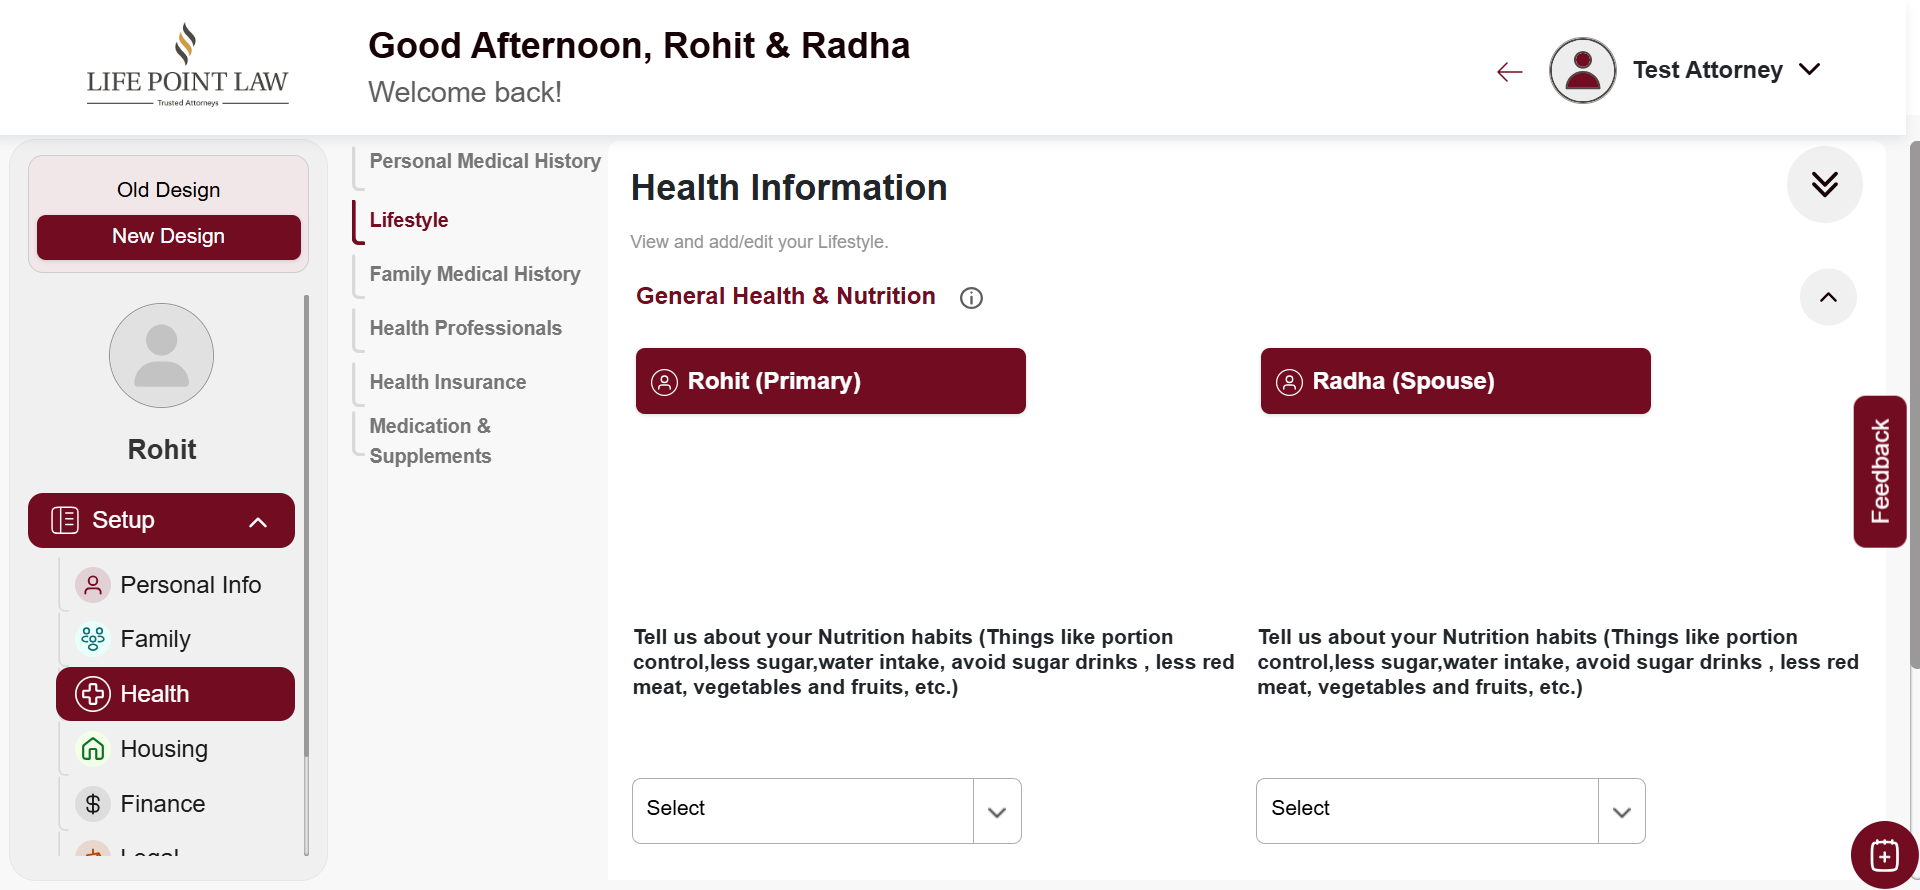 LIFE POINT LAW
Trusted Attorneys
Good Afternoon, Rohit & Radha
Welcome back!
Test Attorney
Old Design
New Design
Rohit
Setup
Personal Info
Family
Health
Housing
Finance
Legal
Personal Medical History
Lifestyle
Family Medical History
Health Professionals
Health Insurance
Medication &
Supplements
Health Information
View and add/edit your Lifestyle.
General Health & Nutrition
Rohit (Primary)
Radha (Spouse)
Tell us about your Nutrition habits (Things like portion
control,less sugar,water intake, avoid sugar drinks , less red
meat, vegetables and fruits, etc.)
Tell us about your Nutrition habits (Things like portion
control,less sugar,water intake, avoid sugar drinks , less red
meat, vegetables and fruits, etc.)
Select
Select
Feedback